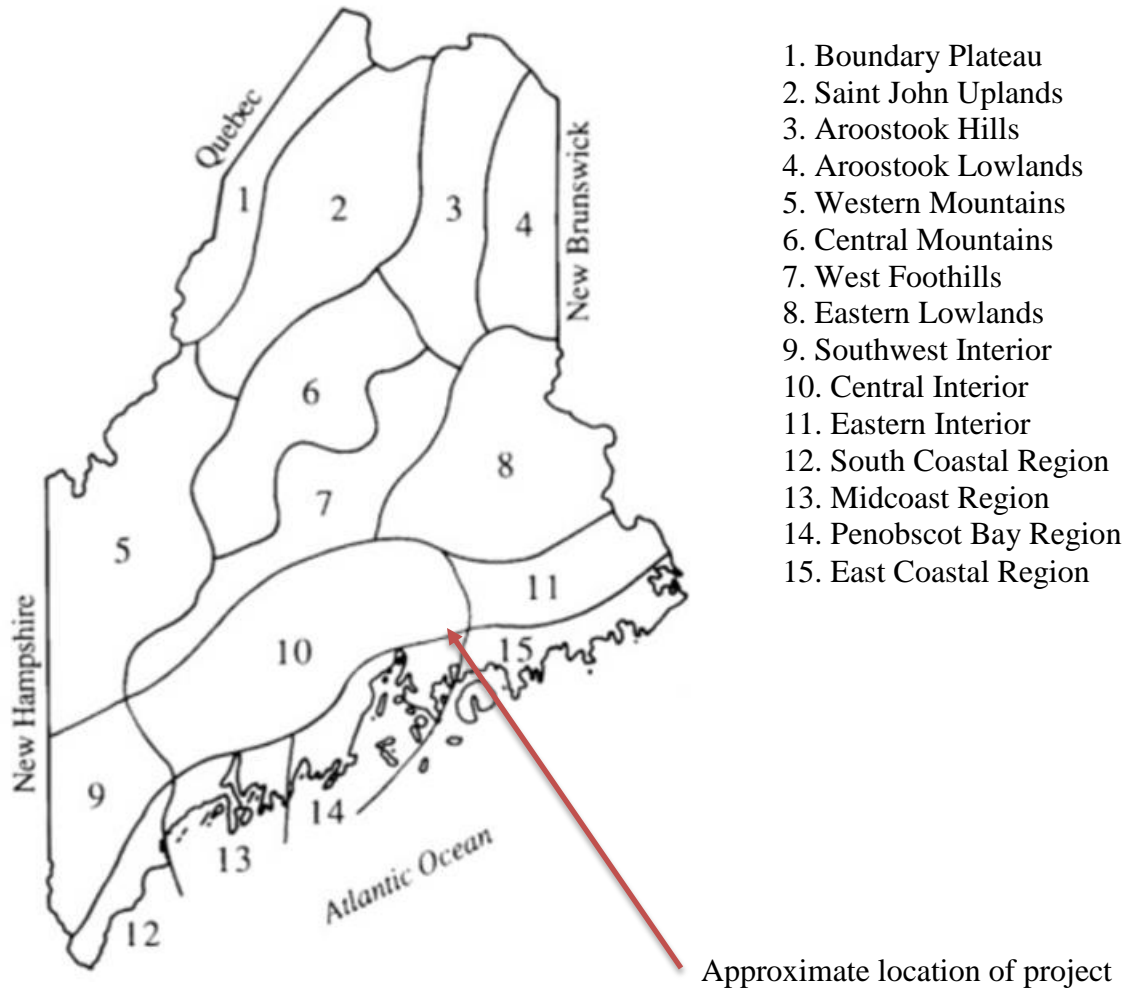 Quebec
New Brunswick
New Hampshire
Atlantic Ocean
1
2
3
4
5
6
7
8
9
10
11
12
13
14
15
1. Boundary Plateau
2. Saint John Uplands
3. Aroostook Hills
4. Aroostook Lowlands
5. Western Mountains
6. Central Mountains
7. West Foothills
8. Eastern Lowlands
9. Southwest Interior
10. Central Interior
11. Eastern Interior
12. South Coastal Region
13. Midcoast Region
14. Penobscot Bay Region
15. East Coastal Region
Approximate location of project